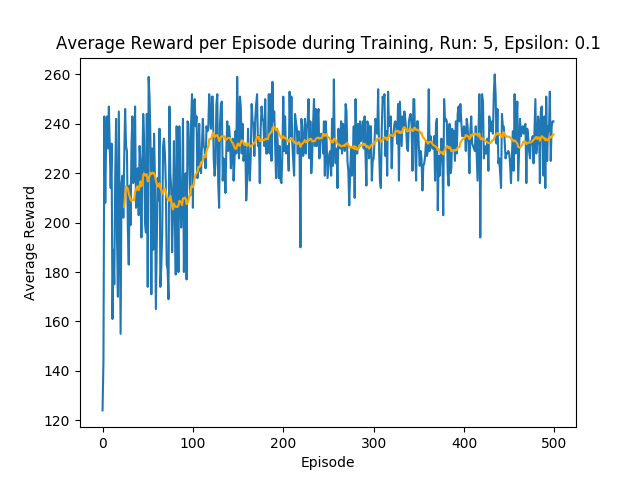 Average Reward per Episode during Training, Run: 5, Epsilon: 0.1
260
240
220
200
180
160
140
120
Average Reward
0 100 200 300 400 500
Episode